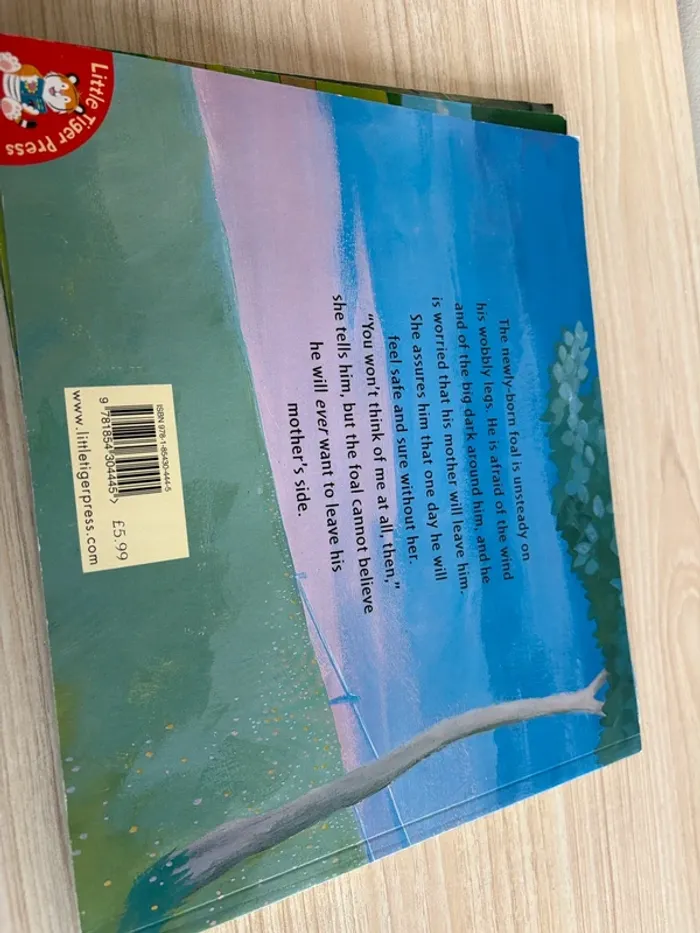 The newly-born foal is unsteady on
his wobbly legs. He is afraid of the wind
and of the big dark around him, and he
is worried that his mother will leave him.
She assures him that one day he will
feel safe and sure without her.
"You won't think of me at all, then,"
she tells him, but the foal cannot believe
he will ever want to leave his
mother's side.
Little Tiger Press
ISBN 978-1-85430-444-5
9 781854 304445 >
£5.99
www.littletigerpress.com